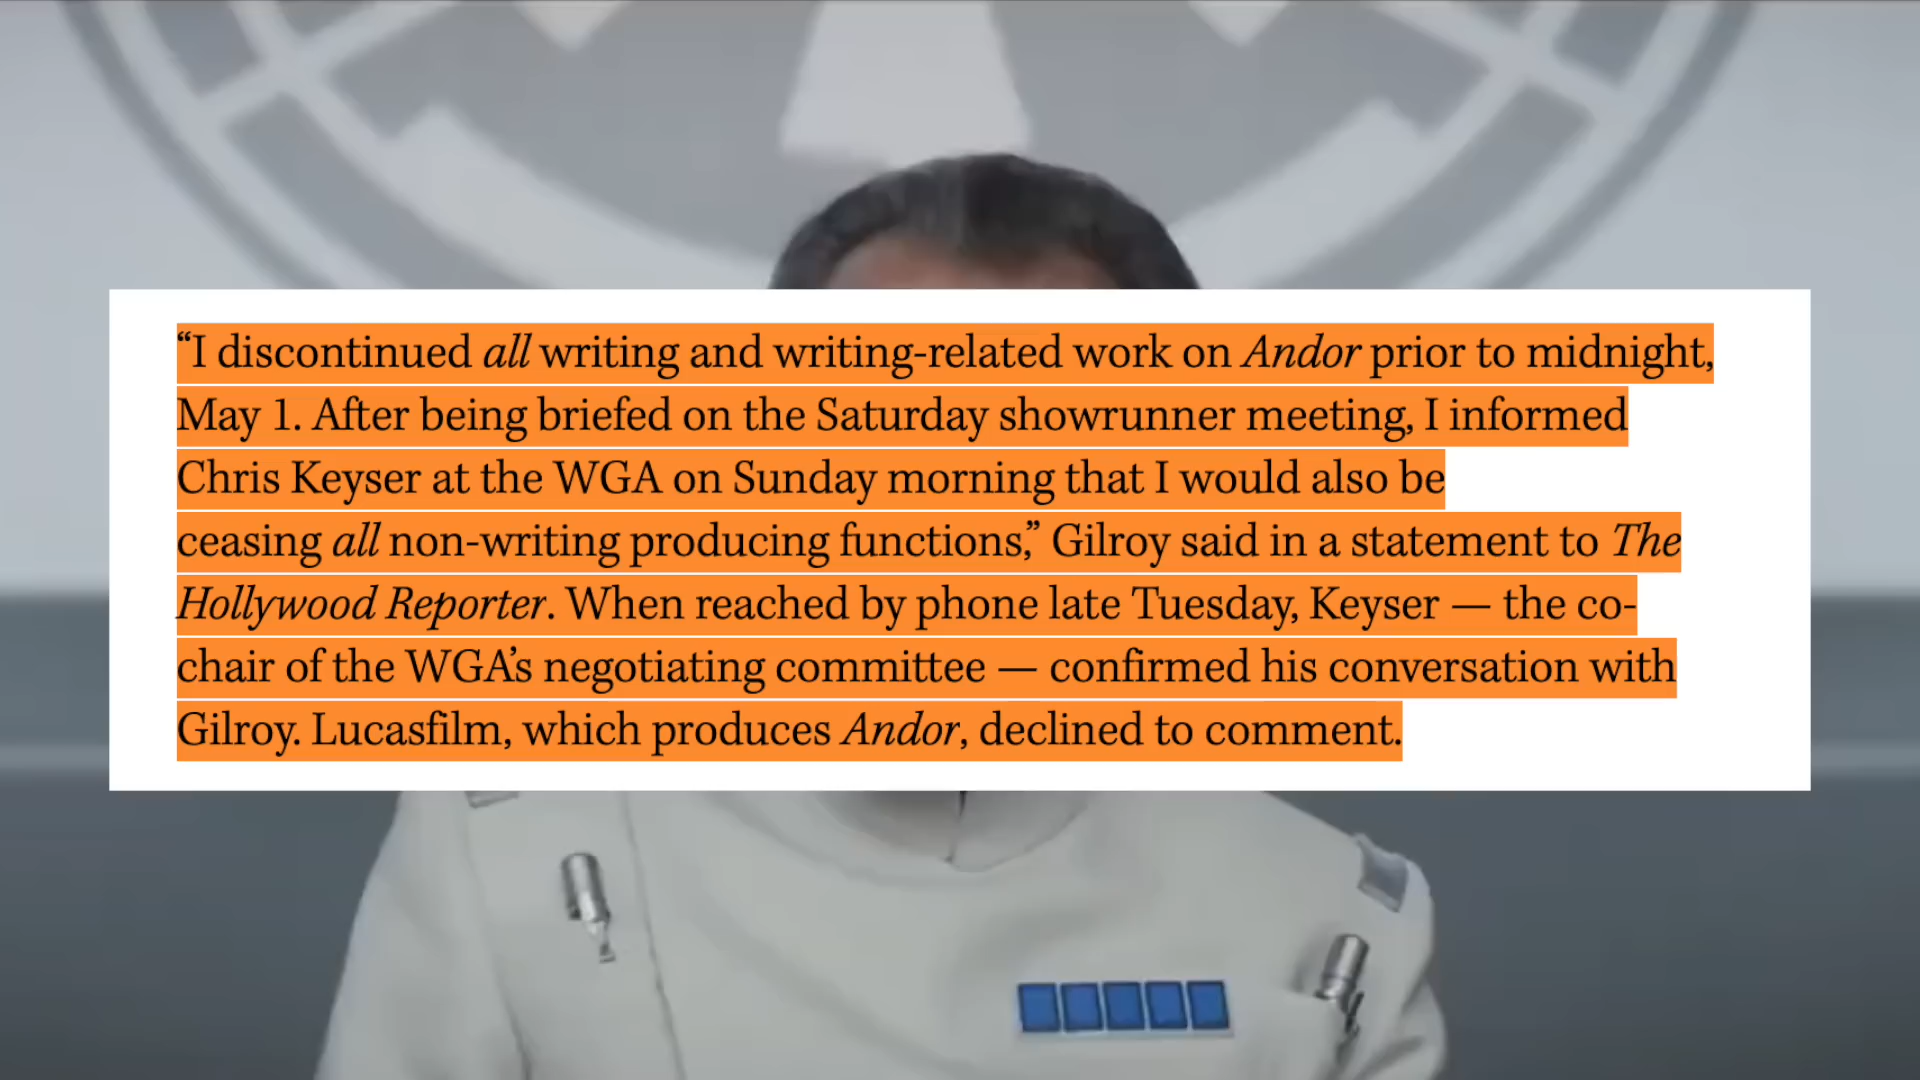 “I discontinued all writing and writing-related work on Andor prior to midnight,
May 1. After being briefed on the Saturday showrunner meeting, I informed
Chris Keyser at the WGA on Sunday morning that I would also be
ceasing all non-writing producing functions,” Gilroy said in a statement to The
Hollywood Reporter. When reached by phone late Tuesday, Keyser — the co-
chair of the WGA’s negotiating committee — confirmed his conversation with
Gilroy. Lucasfilm, which produces Andor, declined to comment.